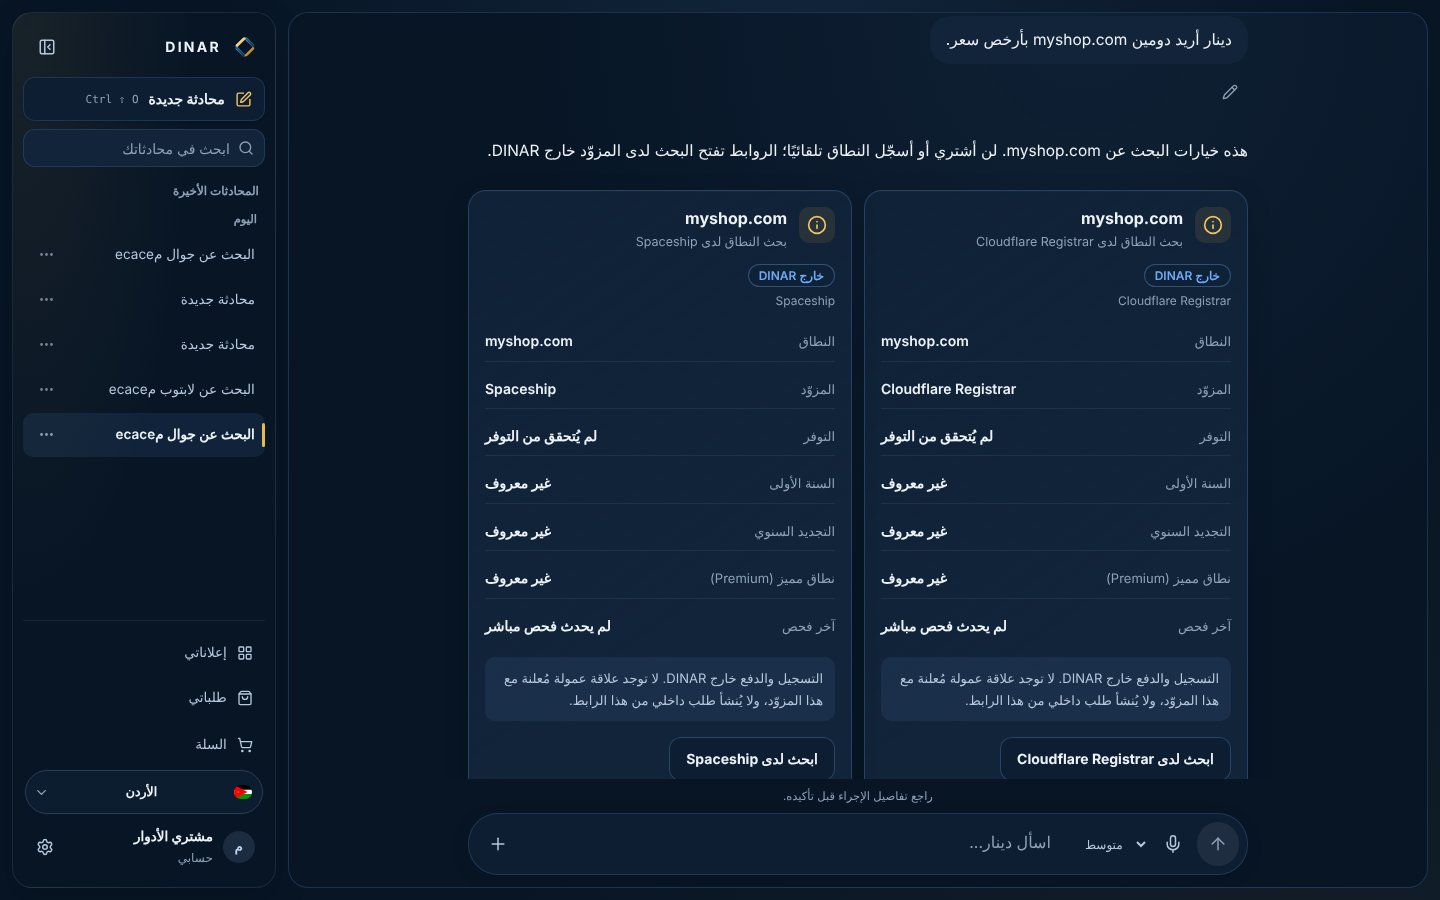 DINAR
محادثة جديدة Ctrl ⇧ O
ابحث في محادثاتك
المحادثات الأخيرة
اليوم
البحث عن جوال مecace
محادثة جديدة
محادثة جديدة
البحث عن لابتوب مecace
البحث عن جوال مecace
إعلاناتي
طلباتي
السلة
الأردن
م
مشتري الأدوار
حسابي
دينار أريد دومين myshop.com بأرخص سعر.
هذه خيارات البحث عن myshop.com. لن أشتري أو أسجّل النطاق تلقائيًا؛ الروابط تفتح البحث لدى المزوّد خارج DINAR.
myshop.com
بحث النطاق لدى Cloudflare Registrar
خارج DINAR
Cloudflare Registrar
النطاق myshop.com
المزوّد Cloudflare Registrar
التوفر لم يُتحقق من التوفر
السنة الأولى غير معروف
التجديد السنوي غير معروف
نطاق مميز (Premium) غير معروف
آخر فحص لم يحدث فحص مباشر
التسجيل والدفع خارج DINAR. لا توجد علاقة عمولة مُعلنة مع
هذا المزوّد، ولا يُنشأ طلب داخلي من هذا الرابط.
ابحث لدى Cloudflare Registrar
myshop.com
بحث النطاق لدى Spaceship
خارج DINAR
Spaceship
النطاق myshop.com
المزوّد Spaceship
التوفر لم يُتحقق من التوفر
السنة الأولى غير معروف
التجديد السنوي غير معروف
نطاق مميز (Premium) غير معروف
آخر فحص لم يحدث فحص مباشر
التسجيل والدفع خارج DINAR. لا توجد علاقة عمولة مُعلنة مع
هذا المزوّد، ولا يُنشأ طلب داخلي من هذا الرابط.
ابحث لدى Spaceship
راجع تفاصيل الإجراء قبل تأكيده.
متوسط
اسأل دينار...